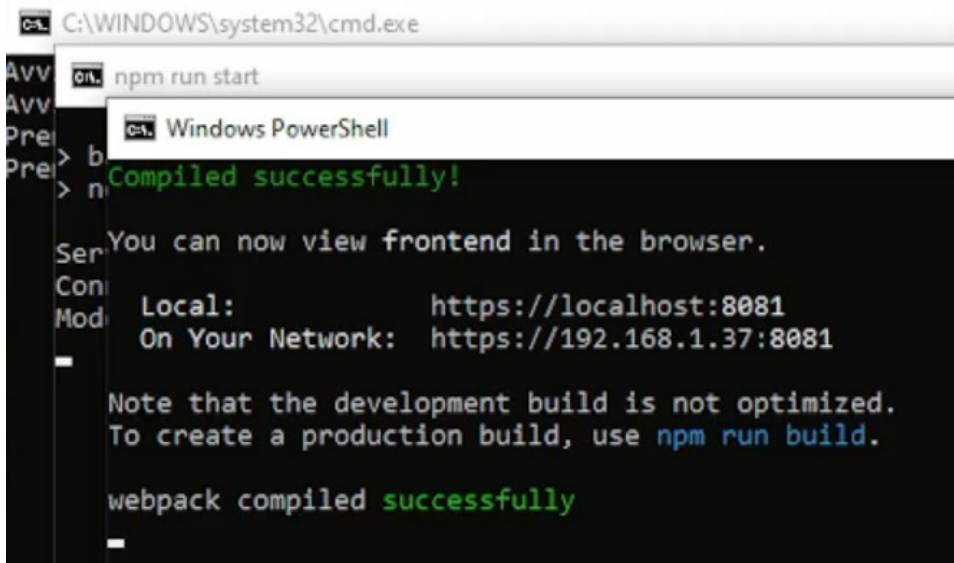 C:\WINDOWS\system32\cmd.exe
npm run start
Windows PowerShell
Compiled successfully!
You can now view frontend in the browser.
Local: https://localhost:8081
On Your Network: https://192.168.1.37:8081
Note that the development build is not optimized.
To create a production build, use npm run build.
webpack compiled successfully